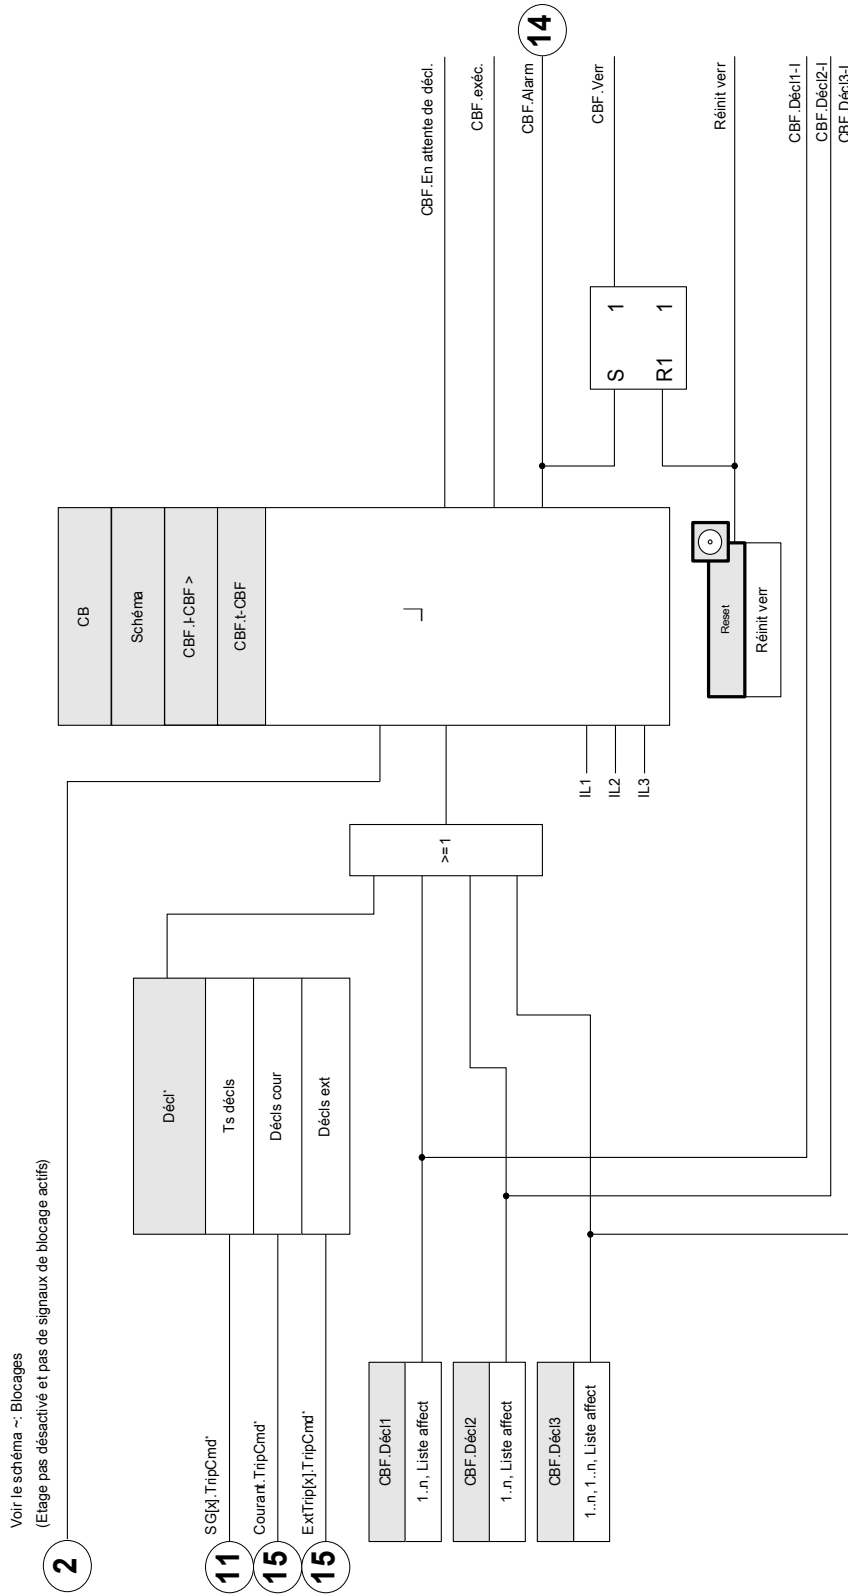 Voir le schéma ~: Blocages
(Etage pas désactivé et pas de signaux de blocage actifs)
2
SG[x].TripCmd*
11
Courant.TripCmd*
15
ExtTrip[x].TripCmd*
15
Décl*
Ts décls
Décls cour
Décls ext
CBF.Décl1
1..n, Liste affect
CBF.Décl2
1..n, Liste affect
CBF.Décl3
1..n, 1..n, Liste affect
>=1
IL1
IL2
IL3
CB
Schéma
CBF.I-CBF >
CBF.t-CBF
Reset
Réinit verr
S 1
R1 1
CBF.En attente de décl.
CBF.exéc.
CBF.Alarm
14
CBF.Verr
Réinit verr
CBF.Décl1-I
CBF.Décl2-I
CBF.Décl3-I